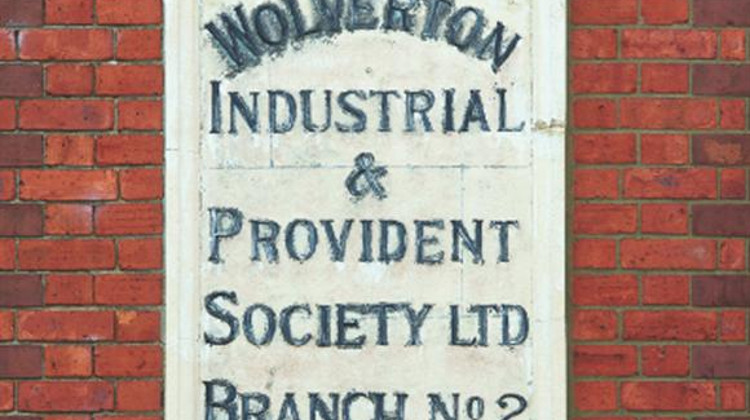 WOLVERTON
INDUSTRIAL
&
PROVIDENT
SOCIETY LTD
BRANCH No 2